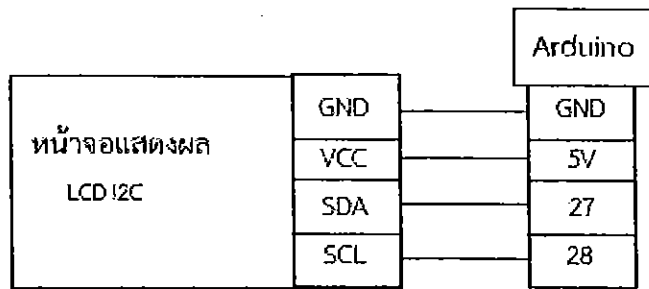 Arduino
GND GND
หน้าจอแสดงผล
VCC 5V
LCD I2C
SDA 27
SCL 28